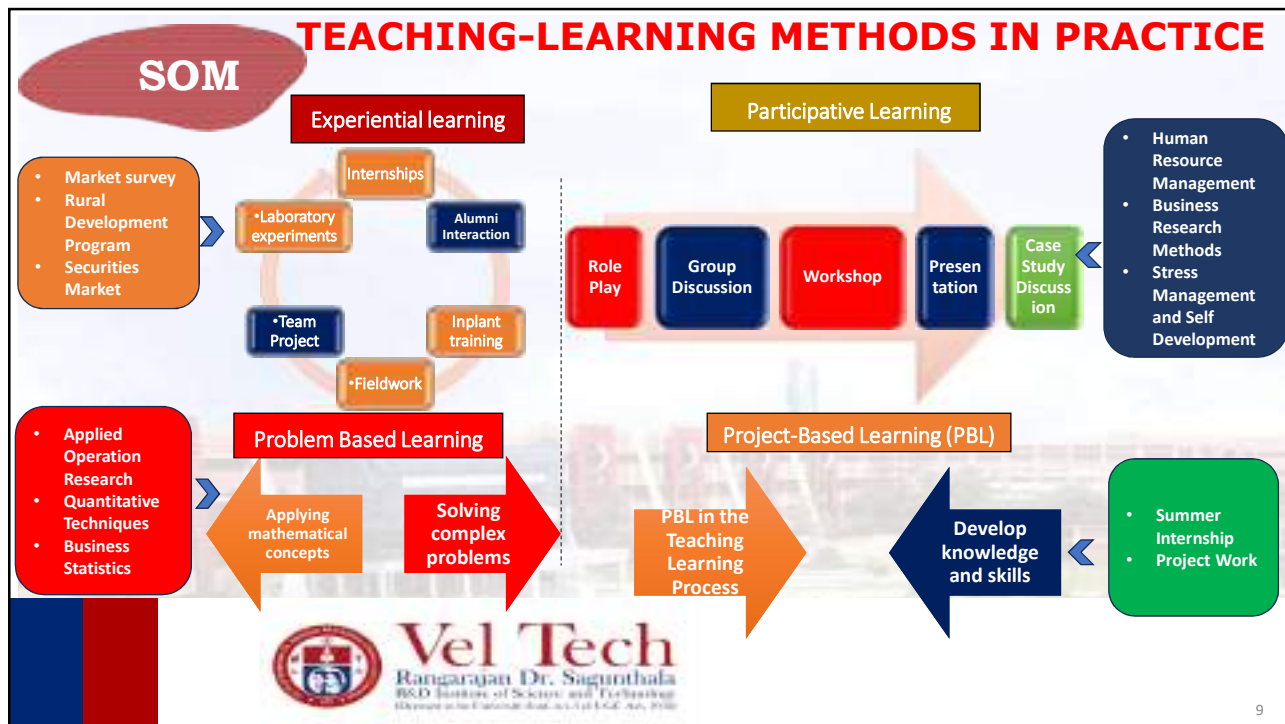 TEACHING-LEARNING METHODS IN PRACTICE
SOM
Experiential learning
• Market survey
• Rural
Development
Program
• Securities
Market
Internships
•Laboratory
experiments
Alumni
Interaction
•Team
Project
Inplant
training
•Fieldwork
Participative Learning
Role
Play
Group
Discussion
Workshop
Presen
tation
Case
Study
Discuss
ion
• Human
Resource
Management
• Business
Research
Methods
• Stress
Management
and Self
Development
Problem Based Learning
• Applied
Operation
Research
• Quantitative
Techniques
• Business
Statistics
Applying
mathematical
concepts
Solving
complex
problems
Project-Based Learning (PBL)
PBL in the
Teaching
Learning
Process
Develop
knowledge
and skills
• Summer
Internship
• Project Work
Vel Tech
Rangarajan Dr. Sagunthala
R&D Institute of Science and Technology
9